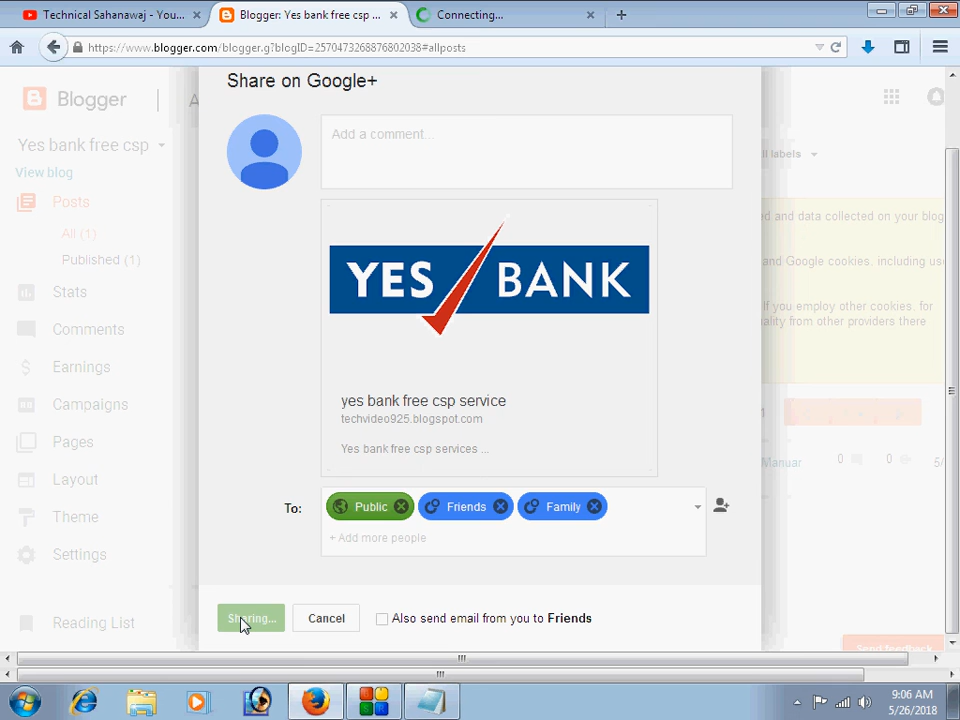 Technical Sahanawaj - You...
Blogger: Yes bank free csp ...
Connecting...
https://www.blogger.com/blogger.g?blogID=2570473268876802038#allposts
Share on Google+
Blogger
Yes bank free csp
View blog
Posts
All (1)
Published (1)
Stats
Comments
Earnings
Campaigns
Pages
Layout
Theme
Settings
Reading List
Add a comment...
YES BANK
yes bank free csp service
techvideo925.blogspot.com
Yes bank free csp services ...
To:
Public
Friends
Family
+ Add more people
Sharing...
Cancel
Also send email from you to Friends
labels
and data collected on your blog
and Google cookies, including
If you employ other cookies, for
from other providers there
0
0
5/
Send feedback
9:06 AM
5/26/2018